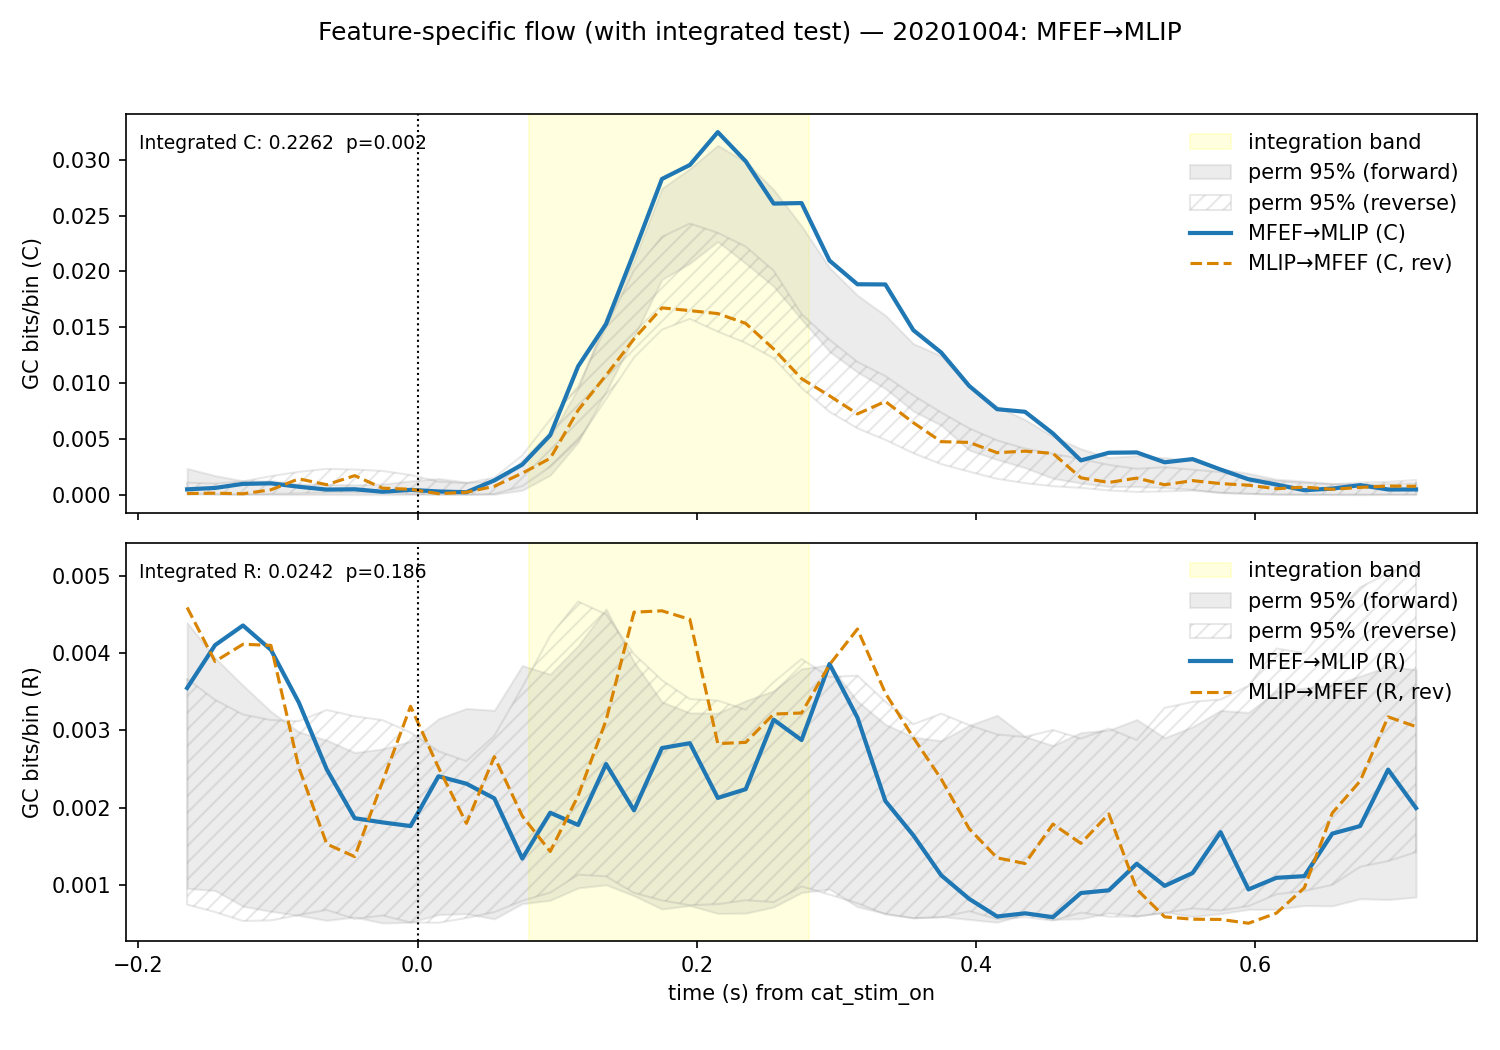 Feature-specific flow (with integrated test) — 20201004: MFEF→MLIP
Integrated C: 0.2262  p=0.002
integration band
perm 95% (forward)
perm 95% (reverse)
MFEF→MLIP (C)
MLIP→MFEF (C, rev)
GC bits/bin (C)
0.030
0.025
0.020
0.015
0.010
0.005
0.000
Integrated R: 0.0242  p=0.186
integration band
perm 95% (forward)
perm 95% (reverse)
MFEF→MLIP (R)
MLIP→MFEF (R, rev)
GC bits/bin (R)
0.005
0.004
0.003
0.002
0.001
−0.2
0.0
0.2
0.4
0.6
time (s) from cat_stim_on